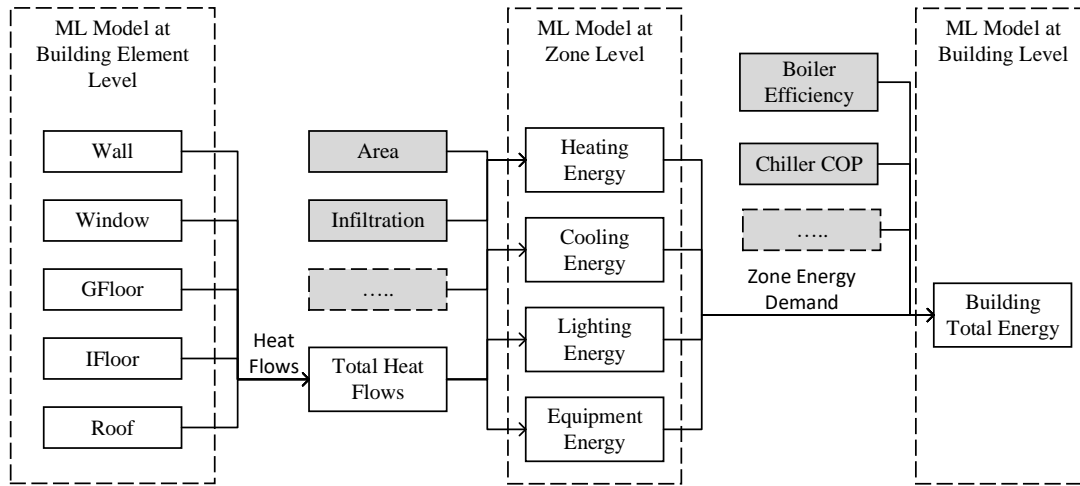 ML Model at
Building Element
Level
Wall
Window
GFloor
IFloor
Roof
Heat
Flows
Area
Infiltration
.....
Total Heat
Flows
ML Model at
Zone Level
Heating
Energy
Cooling
Energy
Lighting
Energy
Equipment
Energy
Boiler
Efficiency
Chiller COP
.....
Zone Energy
Demand
ML Model at
Building Level
Building
Total Energy